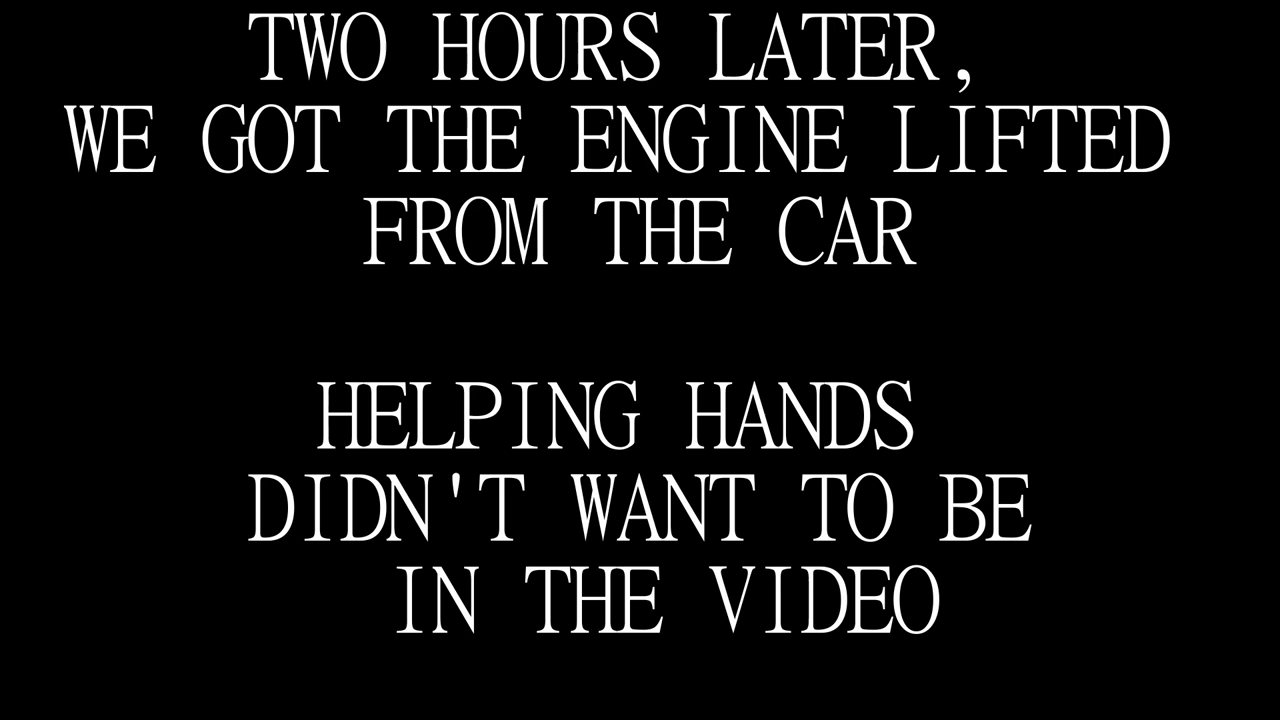 TWO HOURS LATER,
WE GOT THE ENGINE LIFTED
FROM THE CAR
HELPING HANDS
DIDN'T WANT TO BE
IN THE VIDEO